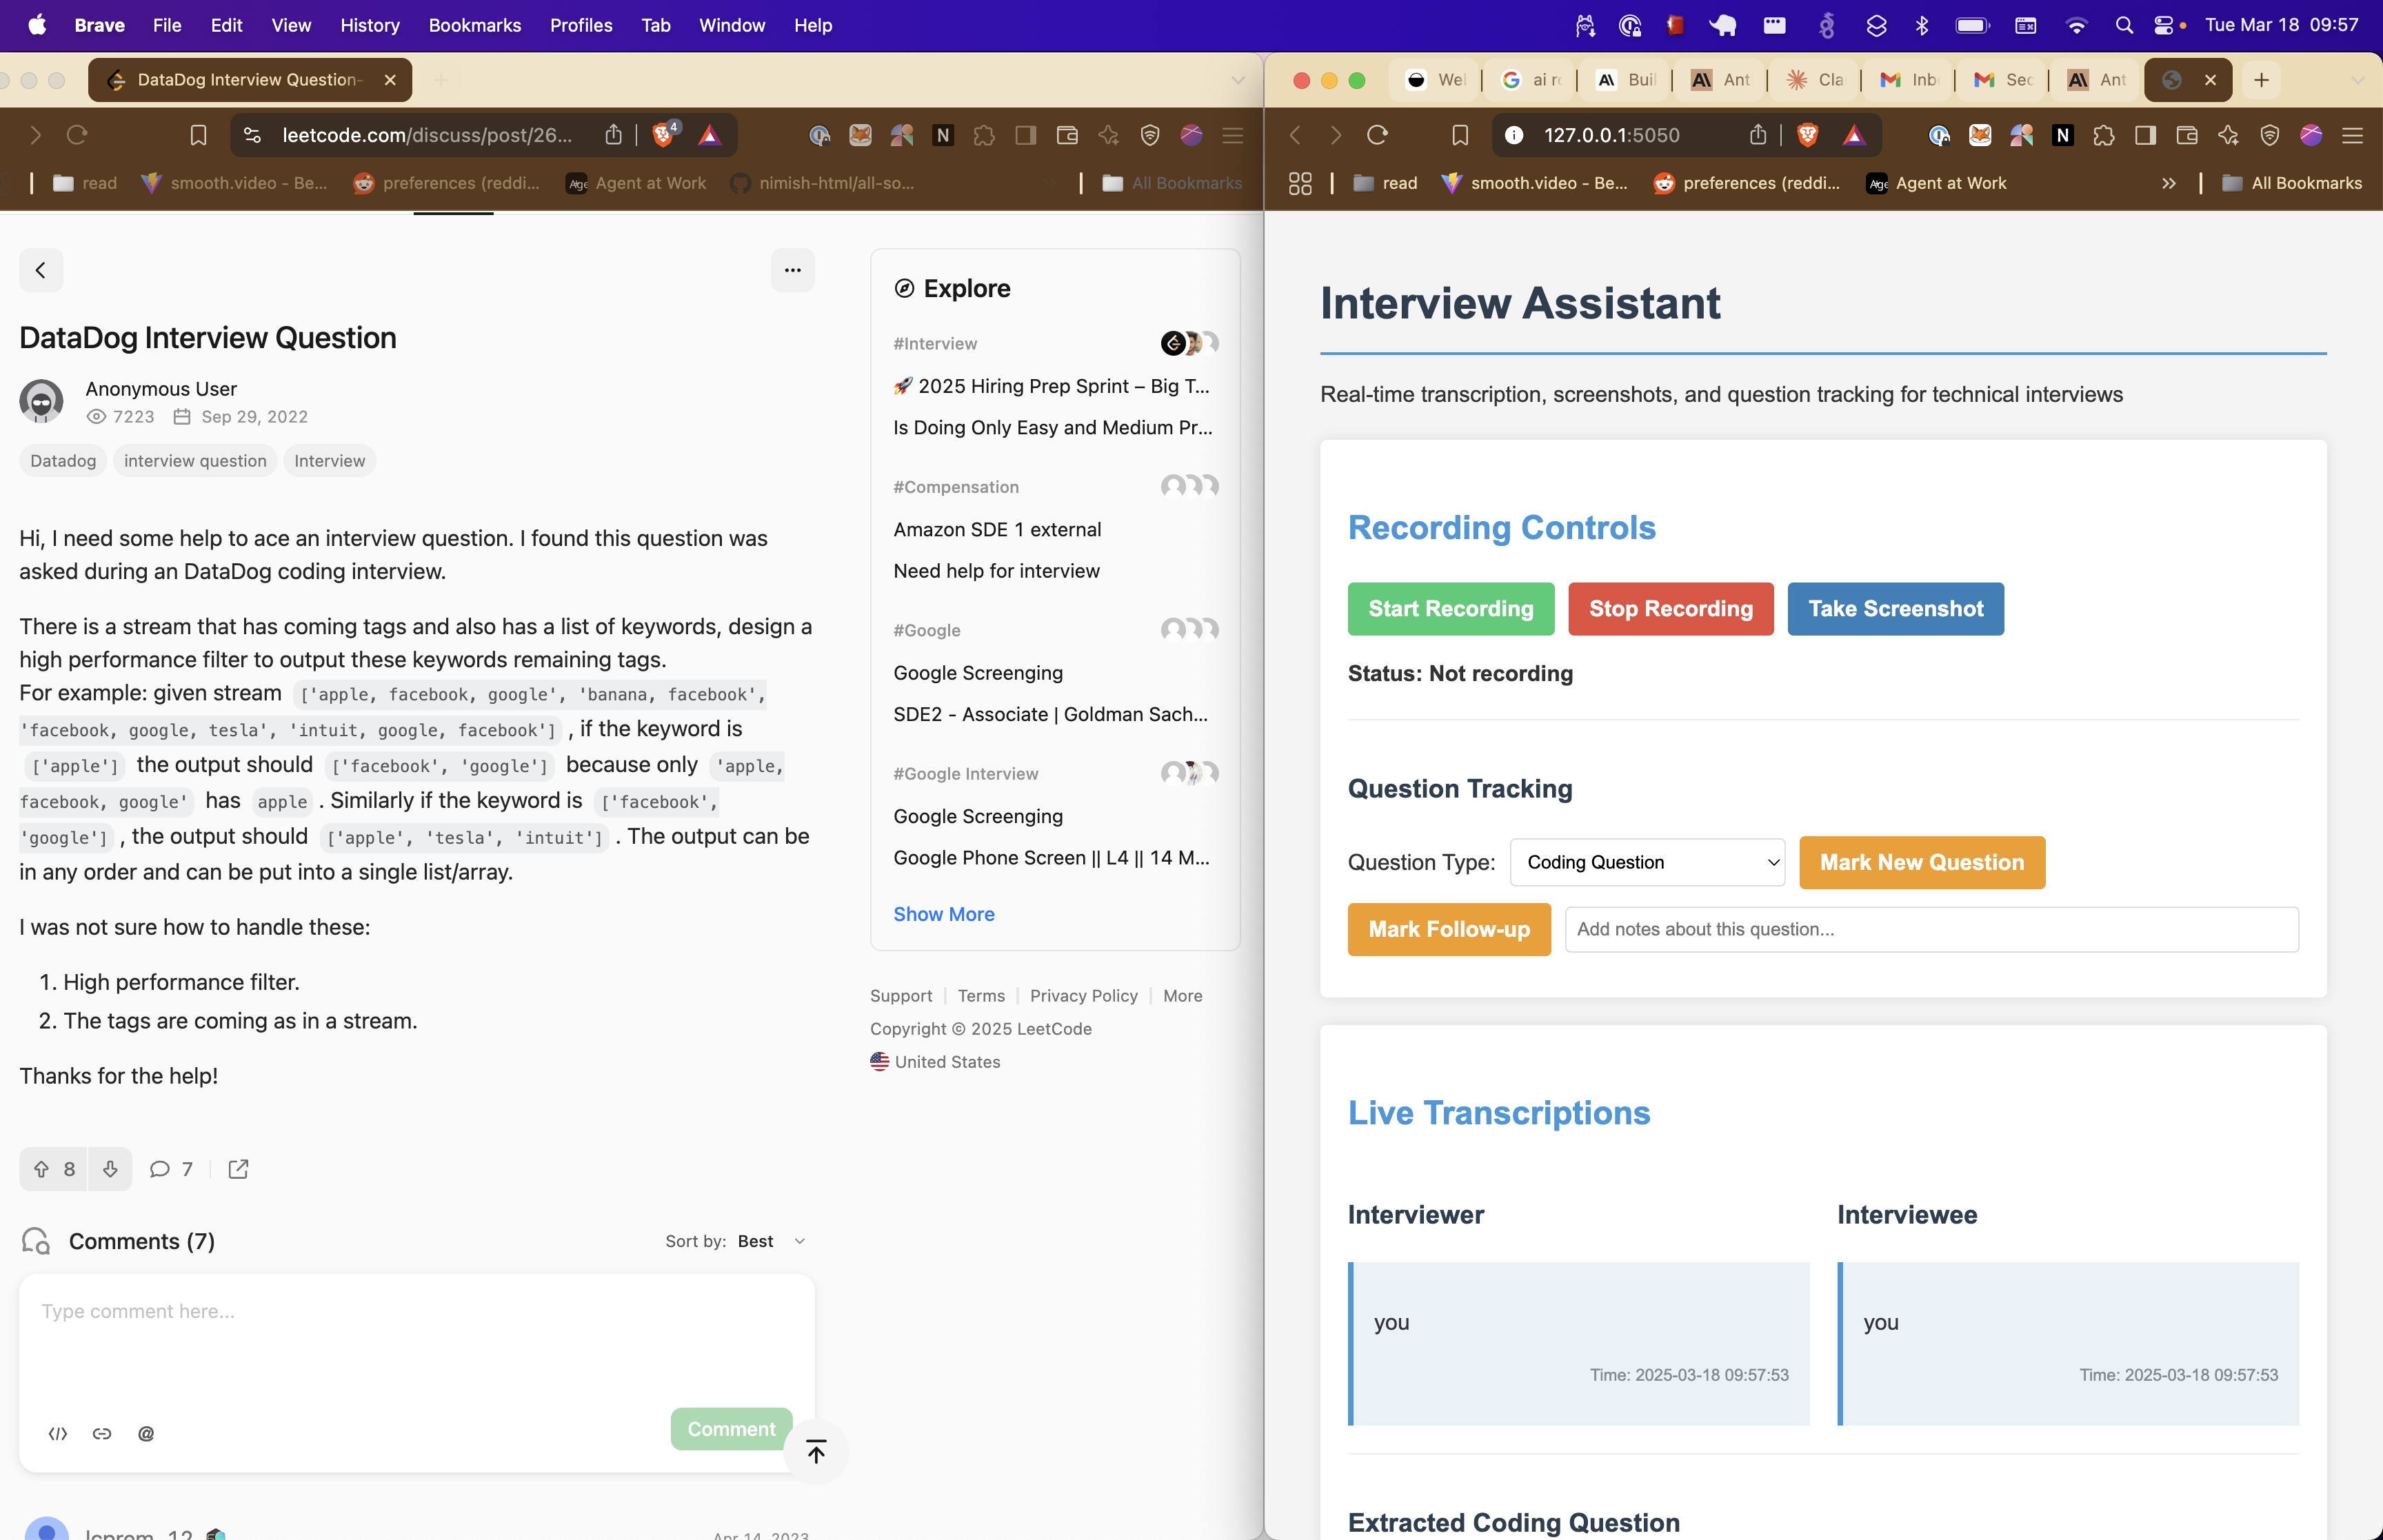 Brave File Edit View History Bookmarks Profiles Tab Window Help
Tue Mar 18 09:57
DataDog Interview Question-
leetcode.com/discuss/post/26...
4
N
read
smooth.video - Be...
preferences (reddi...
Agent at Work
nimish-html/all-so...
All Bookmarks
DataDog Interview Question
Anonymous User
7223 Sep 29, 2022
Datadog interview question Interview
Hi, I need some help to ace an interview question. I found this question was
asked during an DataDog coding interview.
There is a stream that has coming tags and also has a list of keywords, design a
high performance filter to output these keywords remaining tags.
For example: given stream ['apple, facebook, google', 'banana, facebook',
'facebook, google, tesla', 'intuit, google, facebook'] , if the keyword is
['apple'] the output should ['facebook', 'google'] because only 'apple,
facebook, google' has apple . Similarly if the keyword is ['facebook',
'google'] , the output should ['apple', 'tesla', 'intuit'] . The output can be
in any order and can be put into a single list/array.
I was not sure how to handle these:
1. High performance filter.
2. The tags are coming as in a stream.
Thanks for the help!
8
7
Comments (7)
Sort by: Best
Type comment here...
@
Comment
Apr 14, 2023
Explore
#Interview
🚀 2025 Hiring Prep Sprint – Big T...
Is Doing Only Easy and Medium Pr...
#Compensation
Amazon SDE 1 external
Need help for interview
#Google
Google Screenging
SDE2 - Associate | Goldman Sach...
#Google Interview
Google Screenging
Google Phone Screen || L4 || 14 M...
Show More
Support | Terms | Privacy Policy | More
Copyright © 2025 LeetCode
United States
Wel
ai ro
Buil
Ant
Cla
Inb
Sec
Ant
127.0.0.1:5050
N
read
smooth.video - Be...
preferences (reddi...
Agent at Work
All Bookmarks
Interview Assistant
Real-time transcription, screenshots, and question tracking for technical interviews
Recording Controls
Start Recording Stop Recording Take Screenshot
Status: Not recording
Question Tracking
Question Type: Coding Question Mark New Question
Mark Follow-up Add notes about this question...
Live Transcriptions
Interviewer
you
Time: 2025-03-18 09:57:53
Interviewee
you
Time: 2025-03-18 09:57:53
Extracted Coding Question